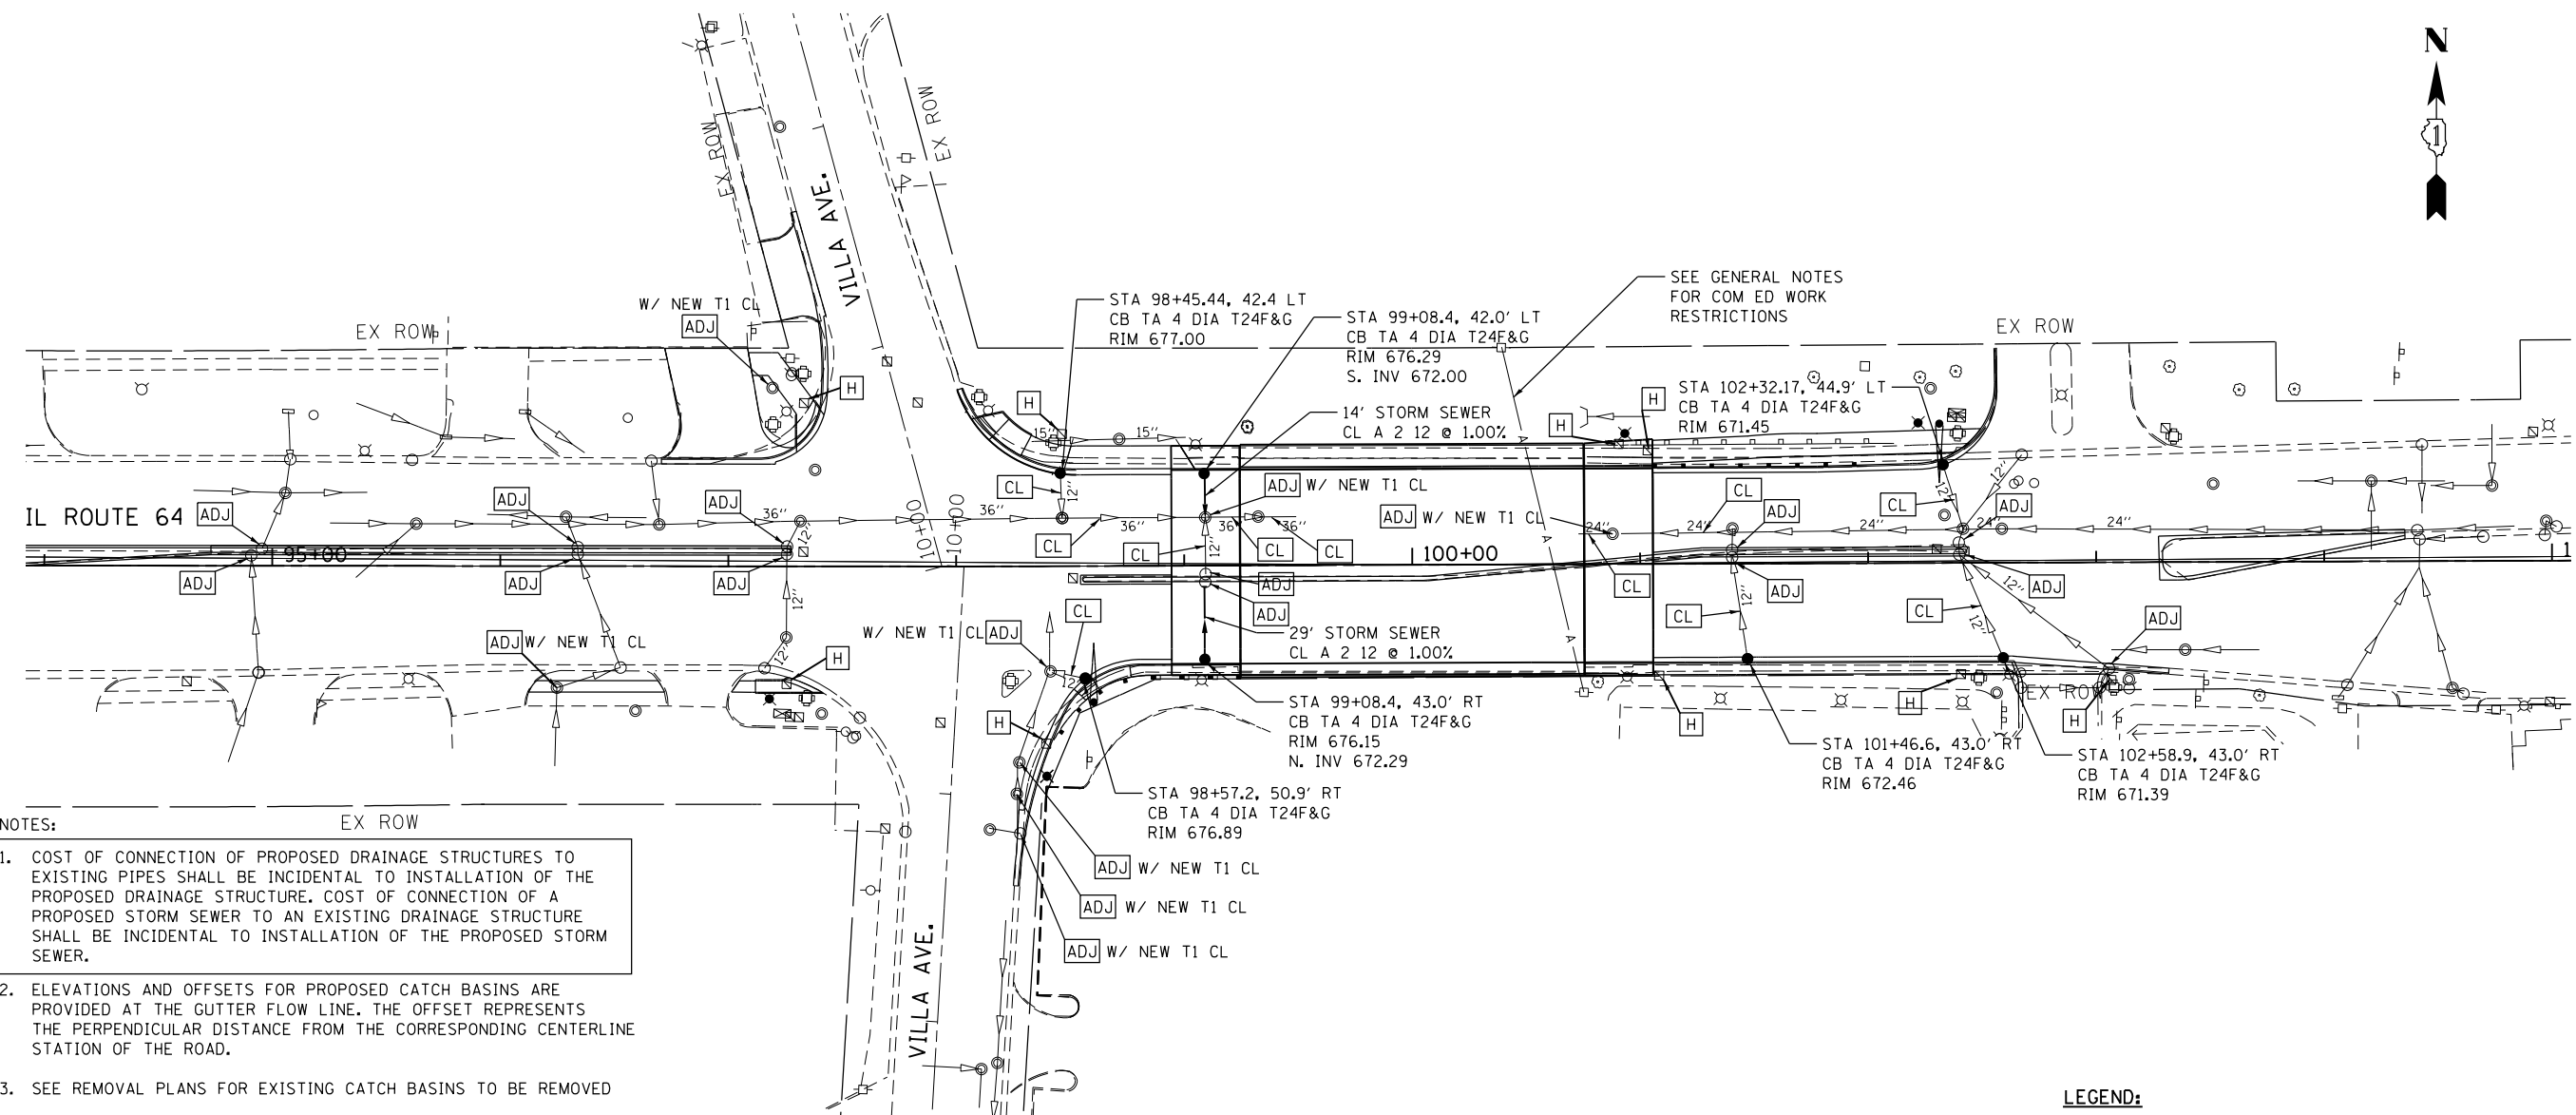 N
1
EX ROW
EX ROW
VILLA AVE.
W/ NEW T1 CL
ADJ
EX ROW
STA 98+45.44, 42.4 LT
CB TA 4 DIA T24F&G
RIM 677.00
STA 99+08.4, 42.0' LT
CB TA 4 DIA T24F&G
RIM 676.29
S. INV 672.00
SEE GENERAL NOTES
FOR COM ED WORK
RESTRICTIONS
EX ROW
H
H
14' STORM SEWER
CL A 2 12 @ 1.00%
STA 102+32.17, 44.9' LT
CB TA 4 DIA T24F&G
RIM 671.45
H
H
15"
15"
A
A
A
12"
12"
CL
12"
ADJ W/ NEW T1 CL
CL
CL
ADJ
IL ROUTE 64
ADJ
ADJ
ADJ
36"
36"
36"
36"
36"
10+00
10+00
ADJ W/ NEW T1 CL
24"
24"
24"
24"
24"
ADJ
12"
CL
CL
12"
CL
CL
95+00
100+00
1
ADJ
ADJ
ADJ
ADJ
CL
ADJ
ADJ
12"
12"
CL
ADJ
CL
12"
CL
12"
ADJ
ADJ W/ NEW T1 CL
W/ NEW T1 CL ADJ
29' STORM SEWER
CL A 2 12 @ 1.00%
H
12"
12"
EX ROW
H
STA 99+08.4, 43.0' RT
CB TA 4 DIA T24F&G
RIM 676.15
N. INV 672.29
H
H
H
STA 101+46.6, 43.0' RT
CB TA 4 DIA T24F&G
RIM 672.46
STA 102+58.9, 43.0' RT
CB TA 4 DIA T24F&G
RIM 671.39
STA 98+57.2, 50.9' RT
CB TA 4 DIA T24F&G
RIM 676.89
ADJ W/ NEW T1 CL
ADJ W/ NEW T1 CL
ADJ W/ NEW T1 CL
VILLA AVE.
EX ROW
NOTES:
1. COST OF CONNECTION OF PROPOSED DRAINAGE STRUCTURES TO
EXISTING PIPES SHALL BE INCIDENTAL TO INSTALLATION OF THE
PROPOSED DRAINAGE STRUCTURE. COST OF CONNECTION OF A
PROPOSED STORM SEWER TO AN EXISTING DRAINAGE STRUCTURE
SHALL BE INCIDENTAL TO INSTALLATION OF THE PROPOSED STORM
SEWER.
2. ELEVATIONS AND OFFSETS FOR PROPOSED CATCH BASINS ARE
PROVIDED AT THE GUTTER FLOW LINE. THE OFFSET REPRESENTS
THE PERPENDICULAR DISTANCE FROM THE CORRESPONDING CENTERLINE
STATION OF THE ROAD.
3. SEE REMOVAL PLANS FOR EXISTING CATCH BASINS TO BE REMOVED
LEGEND: